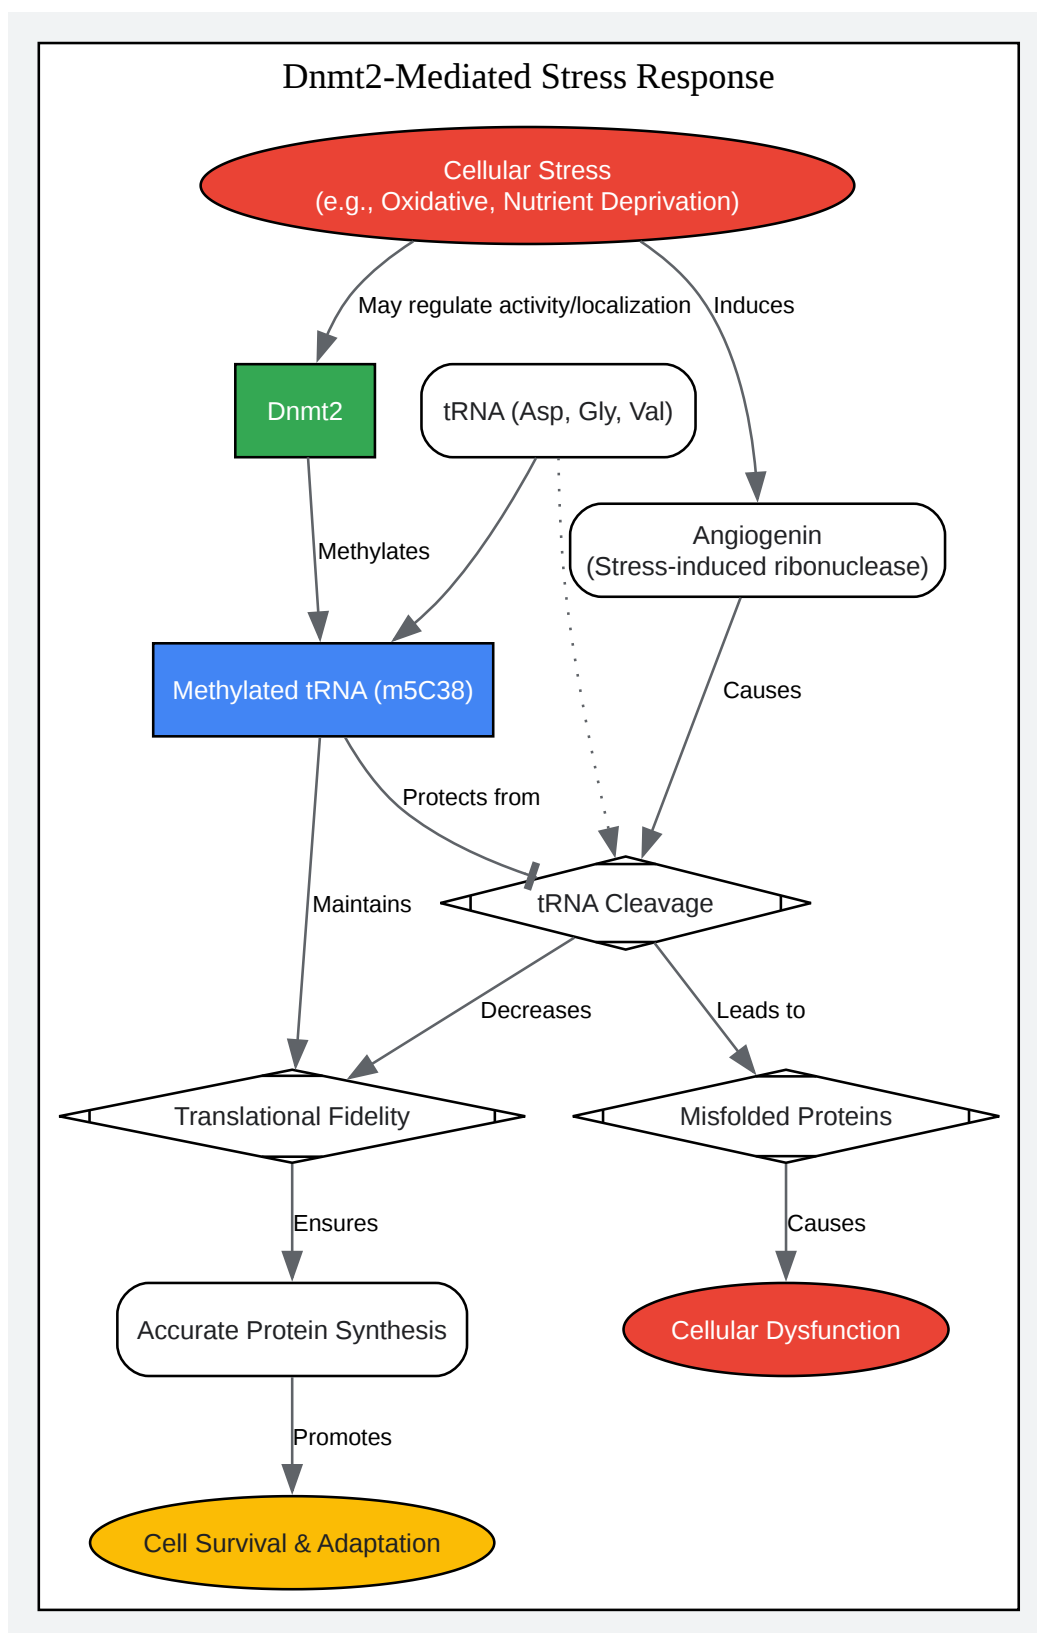 Dnmt2-Mediated Stress Response
Cellular Stress
(e.g., Oxidative, Nutrient Deprivation)
May regulate activity/localization
Induces
Dnmt2
tRNA (Asp, Gly, Val)
Angiogenin
(Stress-induced ribonuclease)
Methylates
Methylated tRNA (m5C38)
Causes
Protects from
tRNA Cleavage
Maintains
Decreases
Leads to
Translational Fidelity
Misfolded Proteins
Ensures
Causes
Accurate Protein Synthesis
Cellular Dysfunction
Promotes
Cell Survival & Adaptation